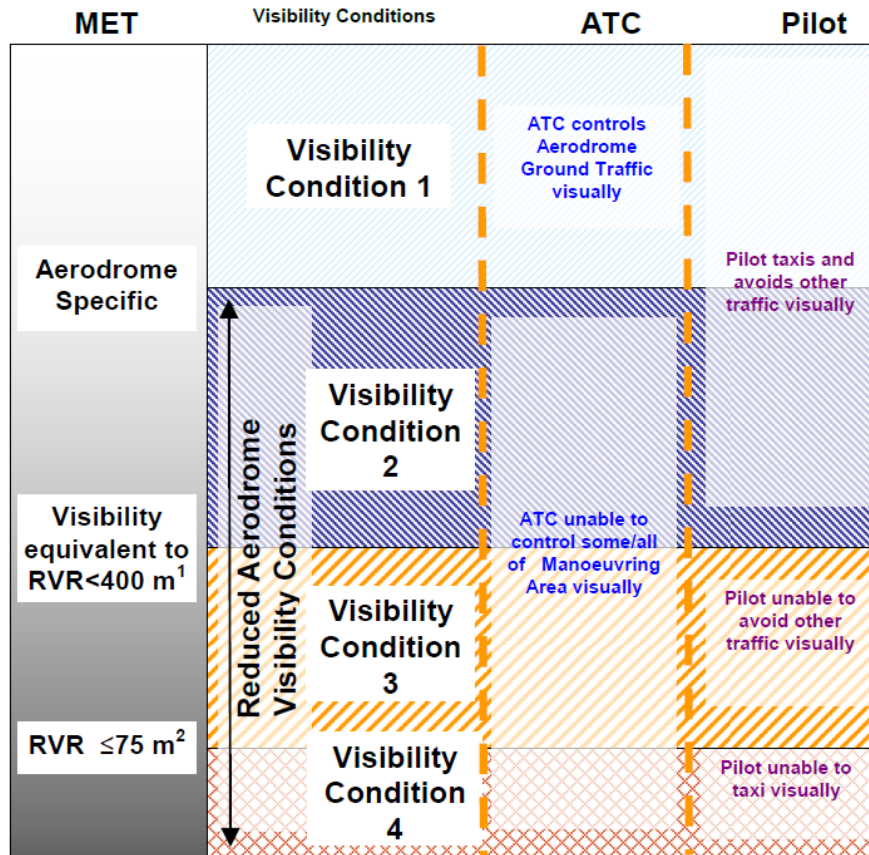 MET
Visibility Conditions
ATC
Pilot
Visibility
Condition 1
ATC controls
Aerodrome
Ground Traffic
visually
Aerodrome
Specific
Pilot taxis and
avoids other
traffic visually
Reduced Aerodrome
Visibility Conditions
Visibility
Condition
2
Visibility
equivalent to
RVR<400 m¹
ATC unable to
control some/all
of Manoeuvring
Area visually
Visibility
Condition
3
Pilot unable to
avoid other
traffic visually
RVR ≤75 m²
Visibility
Condition
4
Pilot unable to
taxi visually